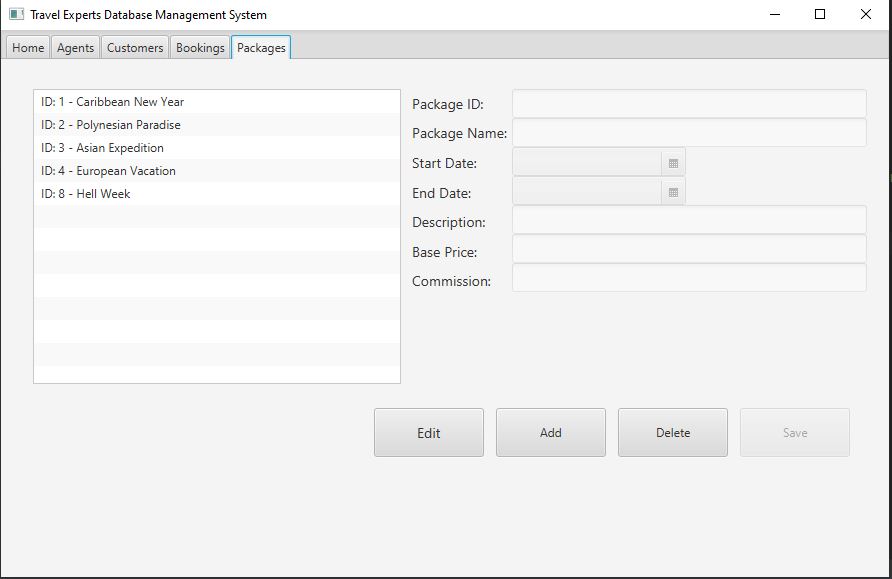 Travel Experts Database Management System
Home Agents Customers Bookings Packages
ID: 1 - Caribbean New Year
ID: 2 - Polynesian Paradise
ID: 3 - Asian Expedition
ID: 4 - European Vacation
ID: 8 - Hell Week
Package ID:
Package Name:
Start Date:
End Date:
Description:
Base Price:
Commission:
Edit Add Delete Save